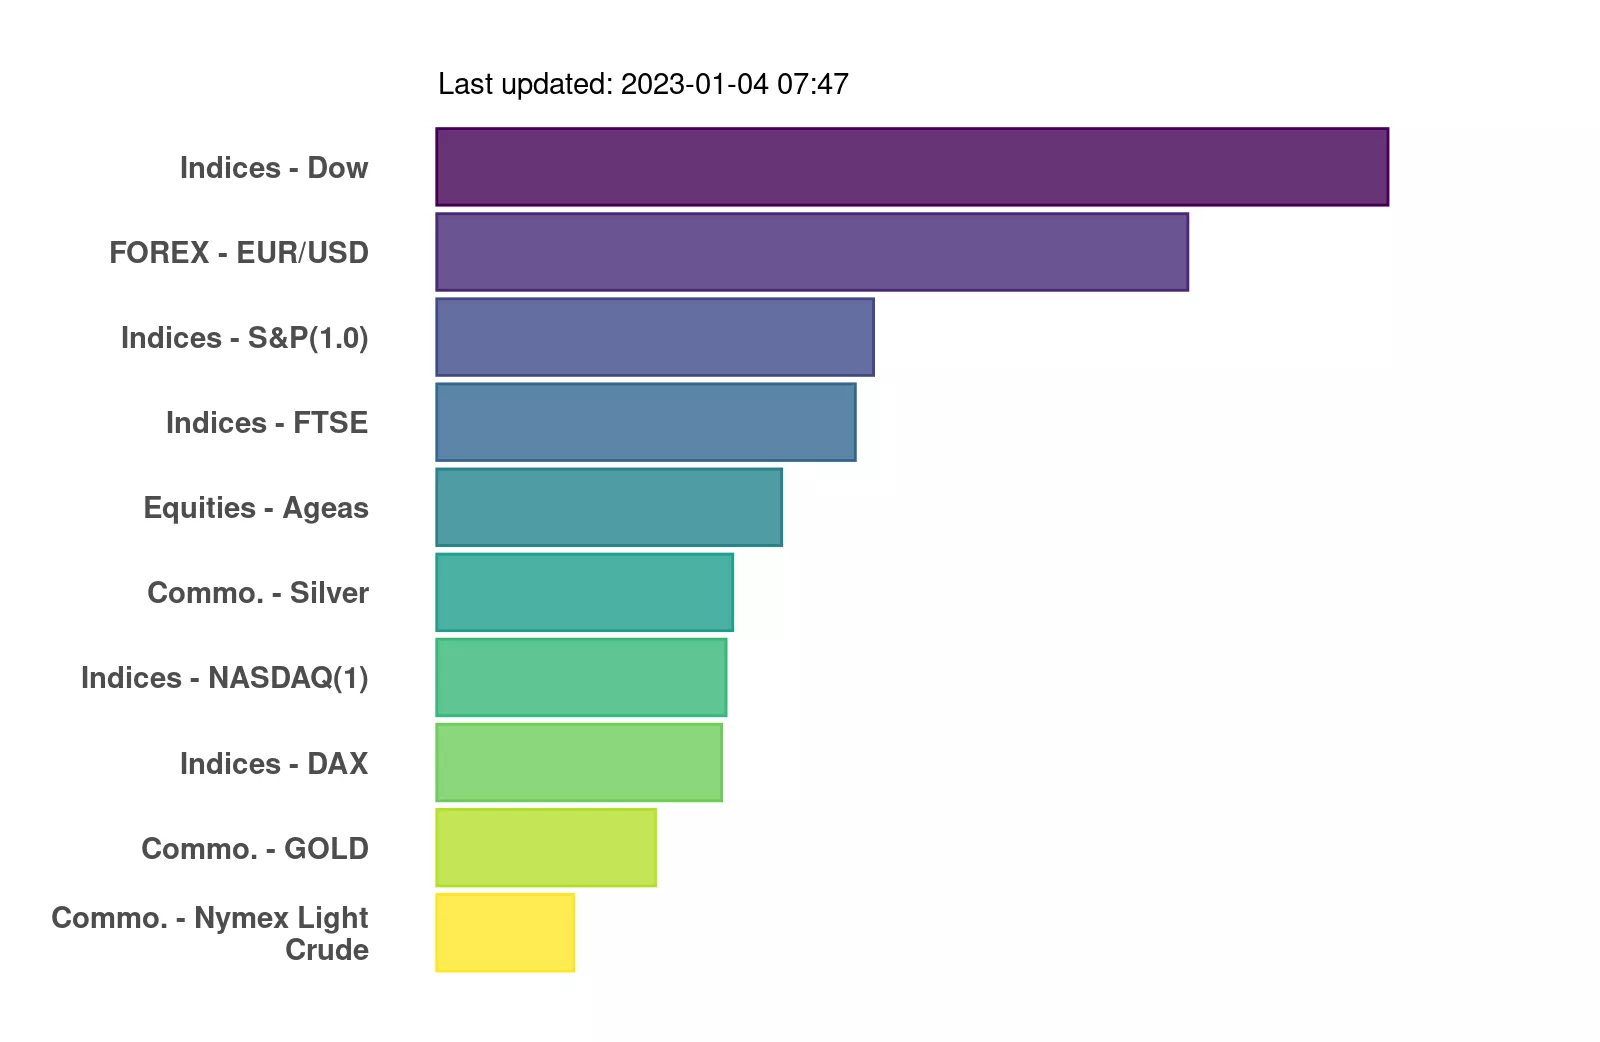 Last updated: 2023-01-04 07:47
Indices - Dow
FOREX - EUR/USD
Indices - S&P(1.0)
Indices - FTSE
Equities - Ageas
Commo. - Silver
Indices - NASDAQ(1)
Indices - DAX
Commo. - GOLD
Commo. - Nymex Light
Crude